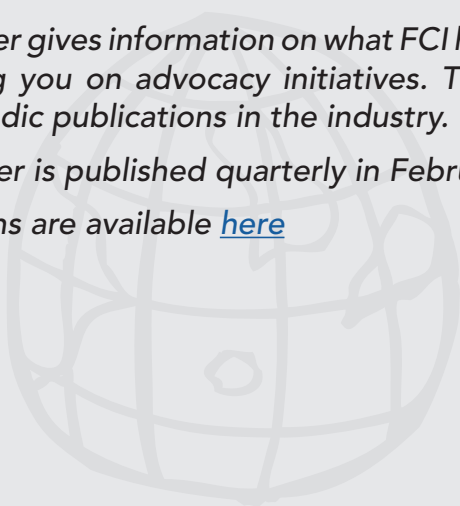 er gives information on what FCI
g you on advocacy initiatives. T
dic publications in the industry.
er is published quarterly in Febru
ns are available here